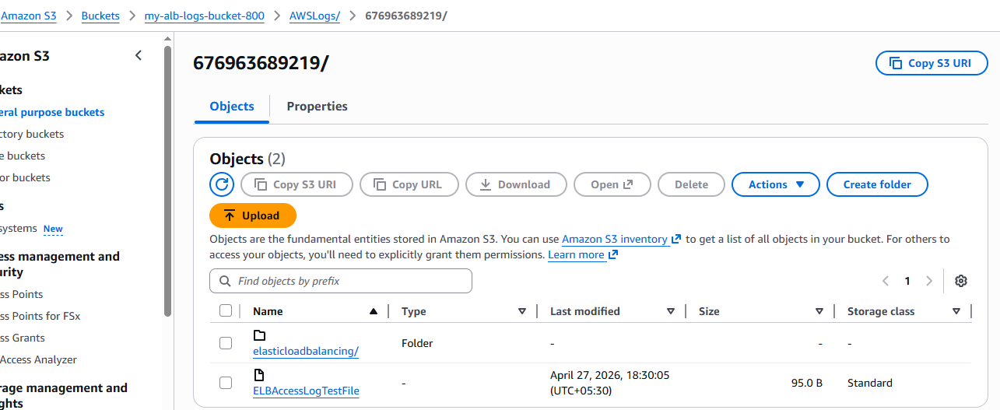 Amazon S3 > Buckets > my-alb-logs-bucket-800 > AWSLogs/ > 676963689219/
azon S3
kets
eral purpose buckets
ctory buckets
e buckets
or buckets
s
systems New
ess management and
urity
ss Points
ss Points for FSx
ss Grants
Access Analyzer
rage management and
ghts
676963689219/
Copy S3 URI
Objects
Properties
Objects (2)
Copy S3 URI
Copy URL
Download
Open
Delete
Actions
Create folder
Upload
Objects are the fundamental entities stored in Amazon S3. You can use Amazon S3 inventory to get a list of all objects in your bucket. For others to
access your objects, you'll need to explicitly grant them permissions. Learn more
Find objects by prefix
1
Name Type Last modified Size Storage class
elasticloadbalancing/ Folder - - -
ELBAccessLogTestFile - April 27, 2026, 18:30:05 95.0 B Standard
(UTC+05:30)